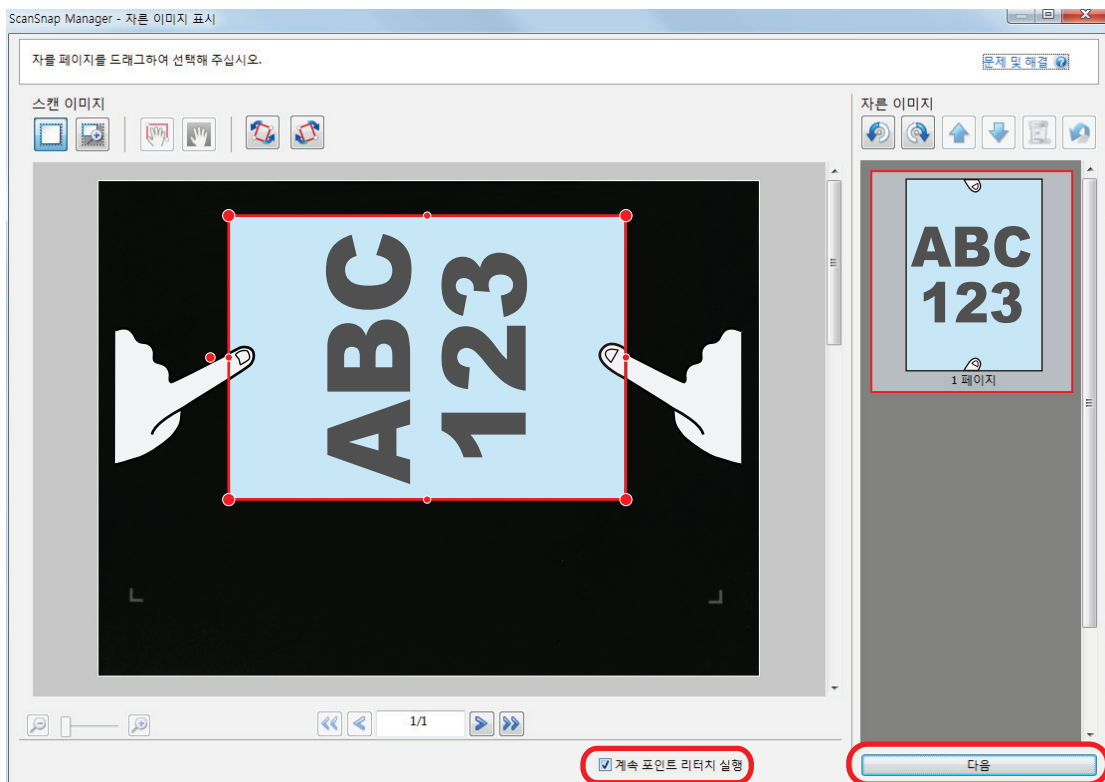 ScanSnap Manager - 자른 이미지 표시
자를 페이지를 드래그하여 선택해 주십시오.
문제 및 해결
스캔 이미지
자른 이미지
ABC
123
ABC
123
1 페이지
1/1
계속 포인트 리터치 실행
다음